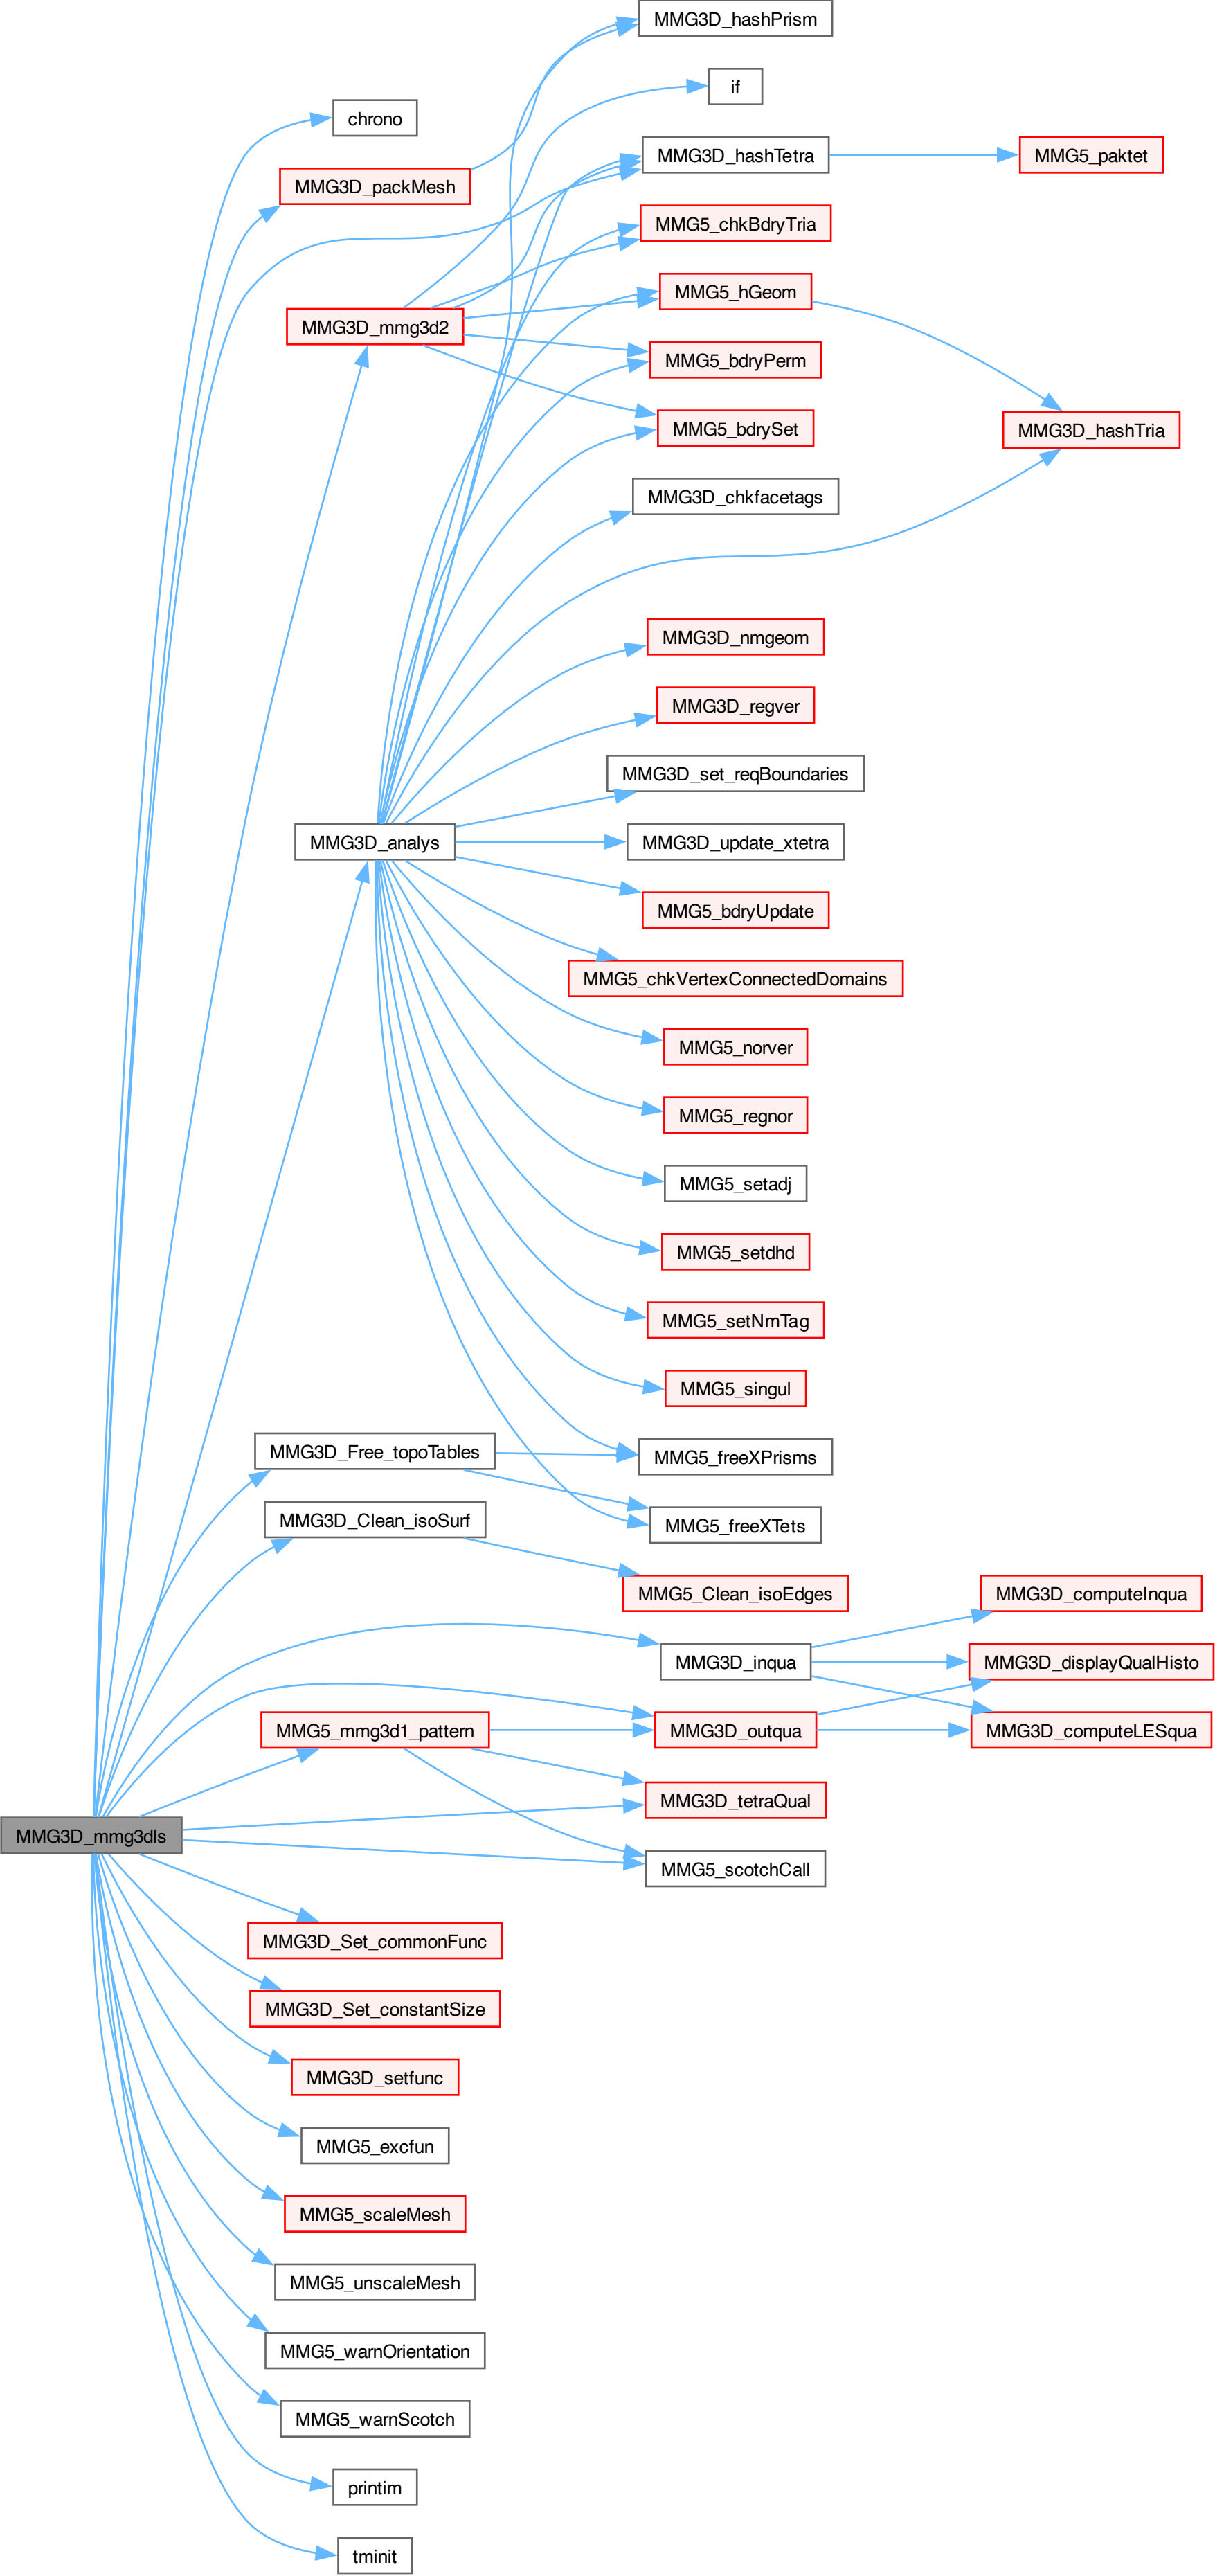 MMG3D_hashPrism
if
chrono
MMG3D_hashTetra
MMG5_paktet
MMG3D_packMesh
MMG5_chkBdryTria
MMG5_hGeom
MMG3D_mmg3d2
MMG5_bdryPerm
MMG5_bdrySet
MMG3D_hashTria
MMG3D_chkfacetags
MMG3D_nmgeom
MMG3D_regver
MMG3D_set_reqBoundaries
MMG3D_analys
MMG3D_update_xtetra
MMG5_bdryUpdate
MMG5_chkVertexConnectedDomains
MMG5_norver
MMG5_regnor
MMG5_setadj
MMG5_setdhd
MMG5_setNmTag
MMG5_singul
MMG3D_Free_topoTables
MMG5_freeXPrisms
MMG3D_Clean_isoSurf
MMG5_freeXTets
MMG5_Clean_isoEdges
MMG3D_computeInqua
MMG3D_inqua
MMG3D_displayQualHisto
MMG5_mmg3d1_pattern
MMG3D_outqua
MMG3D_computeLESqua
MMG3D_tetraQual
MMG3D_mmg3dls
MMG5_scotchCall
MMG3D_Set_commonFunc
MMG3D_Set_constantSize
MMG3D_setfunc
MMG5_excfun
MMG5_scaleMesh
MMG5_unscaleMesh
MMG5_warnOrientation
MMG5_warnScotch
printim
tminit